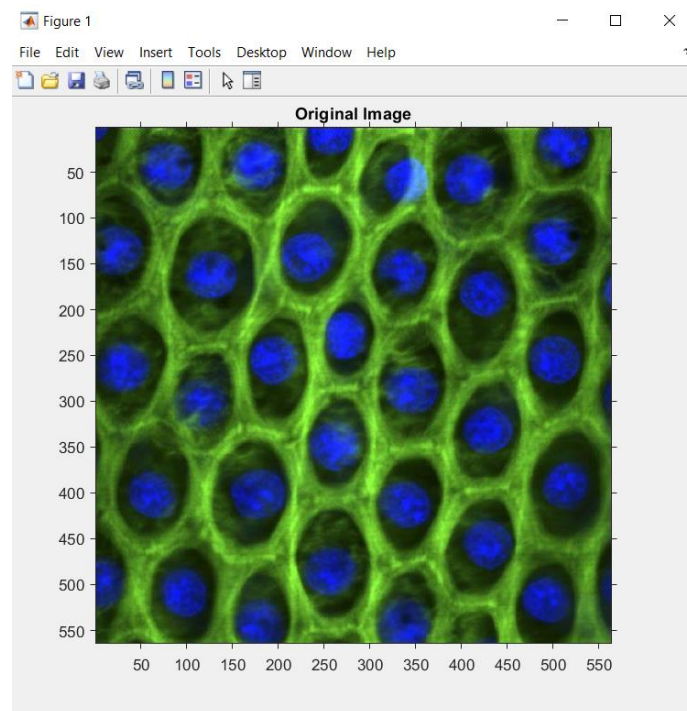 Figure 1
File Edit View Insert Tools Desktop Window Help
Original Image
50
100
150
200
250
300
350
400
450
500
550
50 100 150 200 250 300 350 400 450 500 550